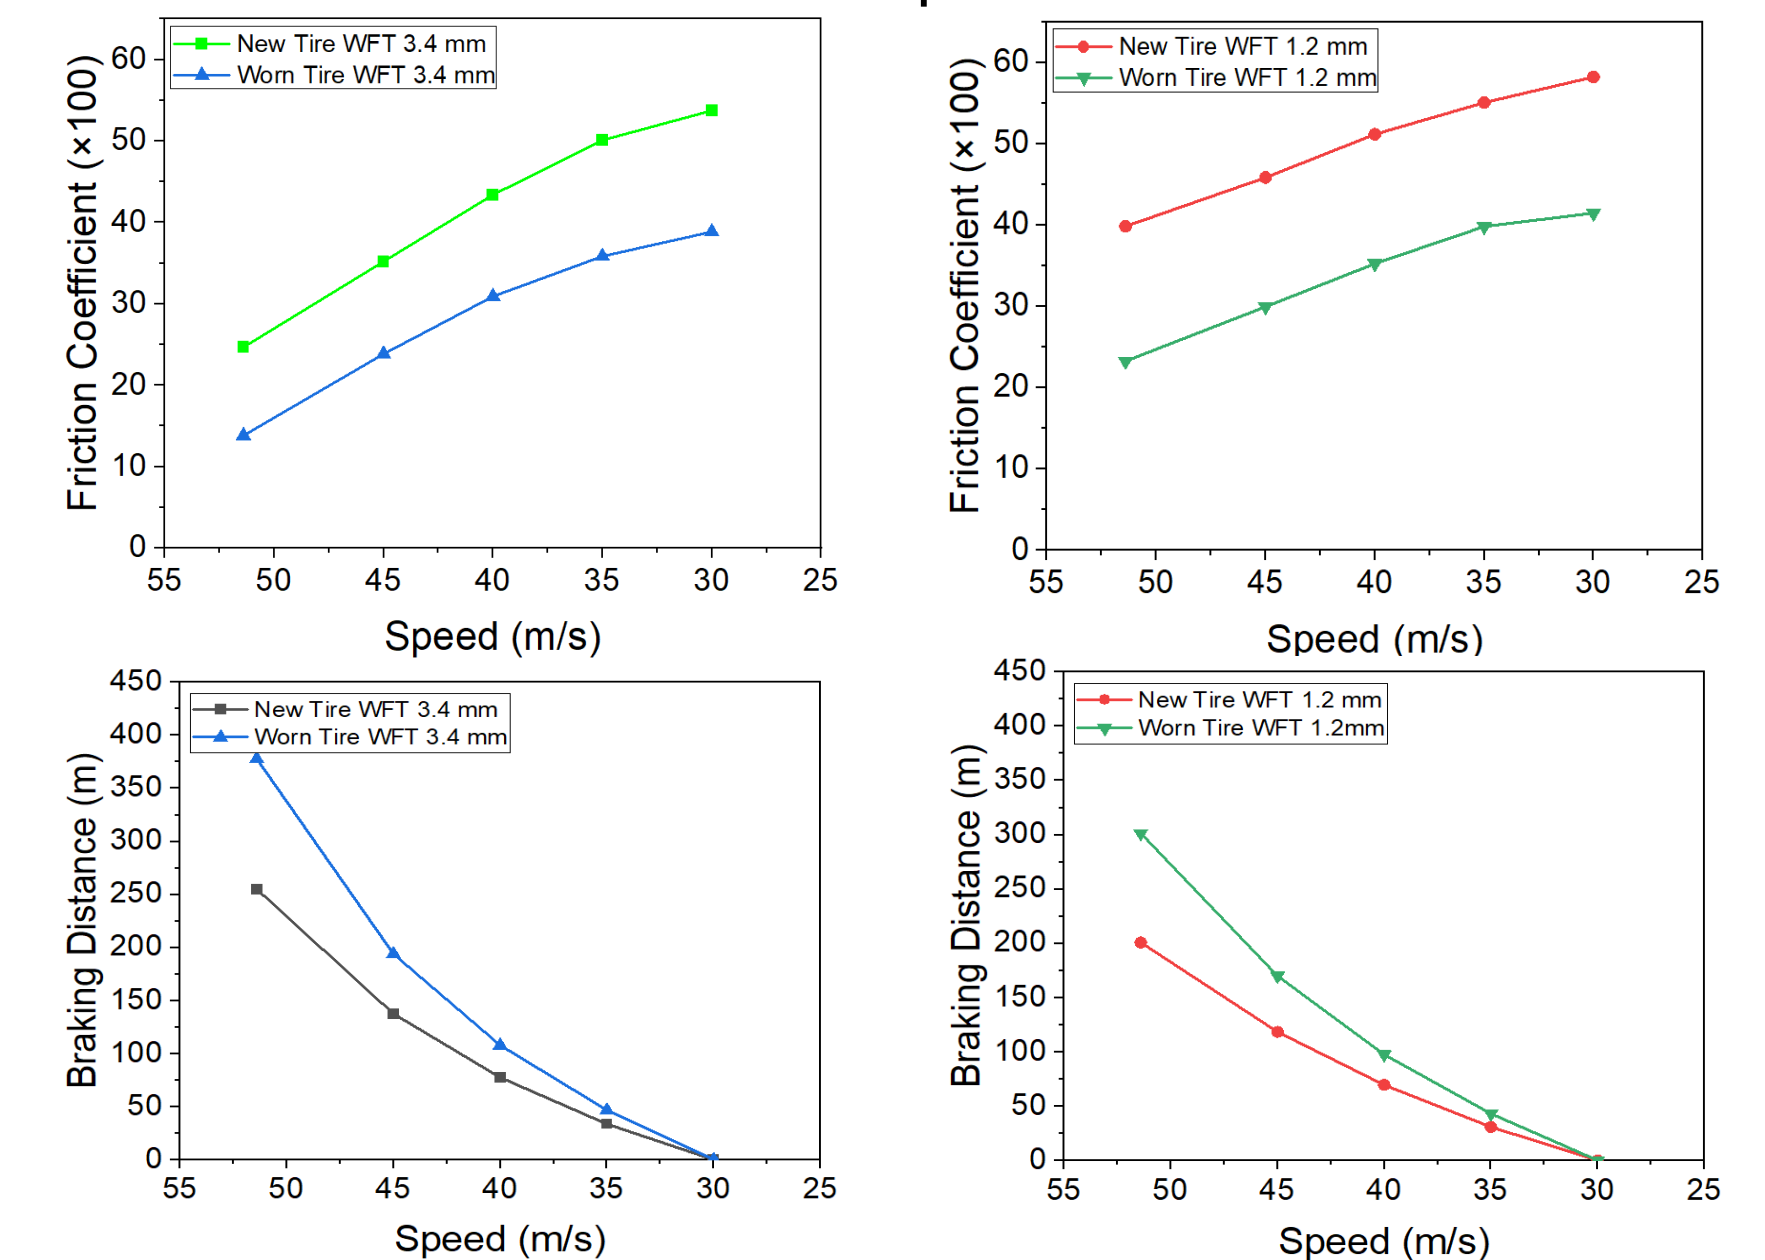 New Tire WFT 3.4 mm
Worn Tire WFT 3.4 mm
Friction Coefficient (×100)
60
50
40
30
20
10
0
55 50 45 40 35 30 25
Speed (m/s)
New Tire WFT 1.2 mm
Worn Tire WFT 1.2 mm
Friction Coefficient (×100)
60
50
40
30
20
10
0
55 50 45 40 35 30 25
Speed (m/s)
New Tire WFT 3.4 mm
Worn Tire WFT 3.4 mm
Braking Distance (m)
450
400
350
300
250
200
150
100
50
0
55 50 45 40 35 30 25
Speed (m/s)
New Tire WFT 1.2 mm
Worn Tire WFT 1.2mm
Braking Distance (m)
450
400
350
300
250
200
150
100
50
0
55 50 45 40 35 30 25
Speed (m/s)